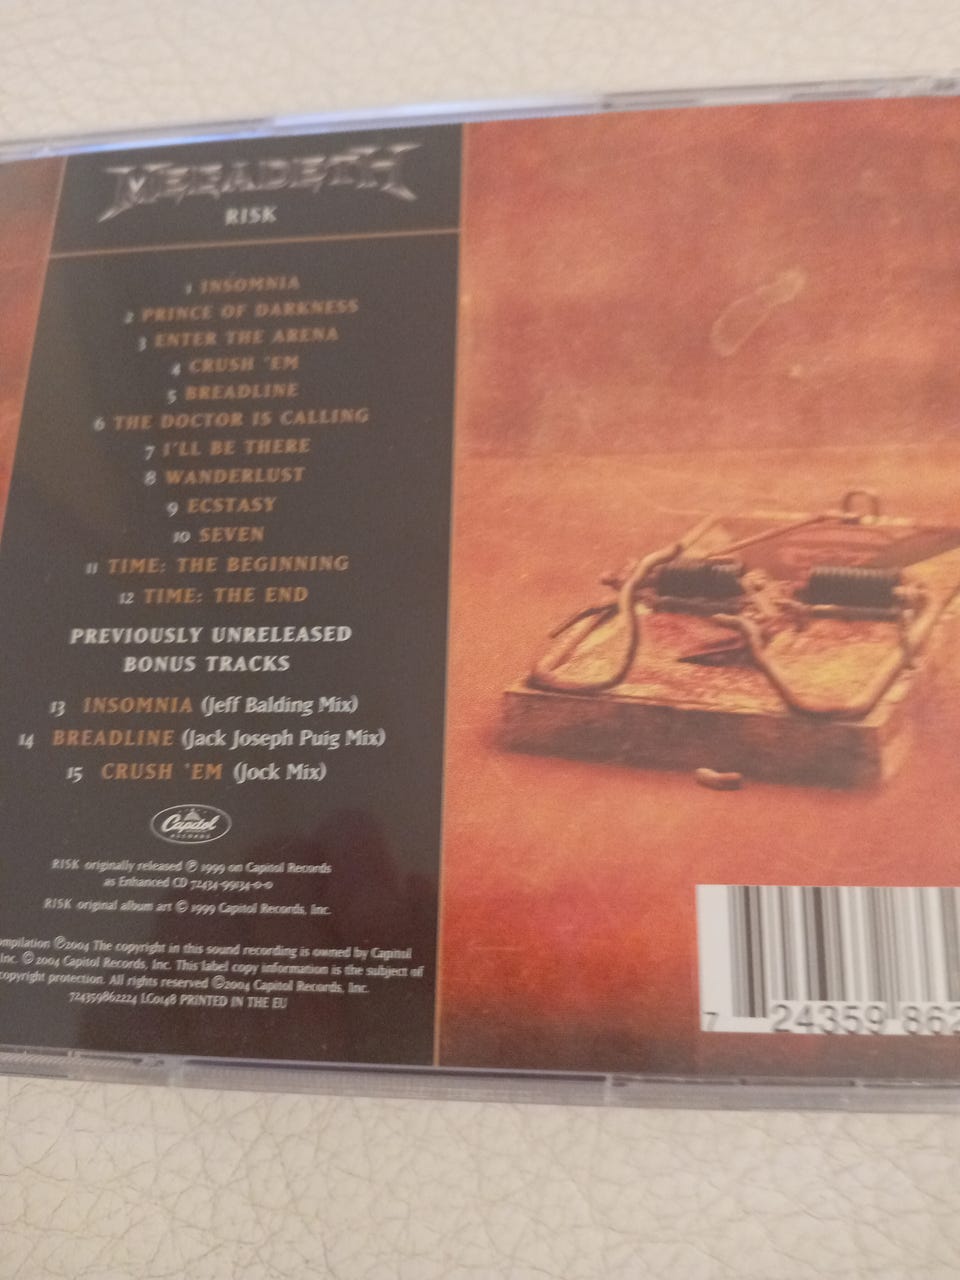 MEGADETH
RISK
1 INSOMNIA
2 PRINCE OF DARKNESS
3 ENTER THE ARENA
4 CRUSH 'EM
5 BREADLINE
6 THE DOCTOR IS CALLING
7 I'LL BE THERE
8 WANDERLUST
9 ECSTASY
10 SEVEN
11 TIME: THE BEGINNING
12 TIME: THE END
PREVIOUSLY UNRELEASED
BONUS TRACKS
13 INSOMNIA (Jeff Balding Mix)
14 BREADLINE (Jack Joseph Puig Mix)
15 CRUSH 'EM (Jock Mix)
Capitol
RECORDS
RISK originally released ℗ 1999 on Capitol Records
as Enhanced CD 72434-99134-0-0
RISK original album art © 1999 Capitol Records, Inc.
ompilation ℗2004 The copyright in this sound recording is owned by Capitol
Inc. © 2004 Capitol Records, Inc. This label copy information is the subject of
copyright protection. All rights reserved ©2004 Capitol Records, Inc.
724359862224 LC0148 PRINTED IN THE EU
7 24359 862